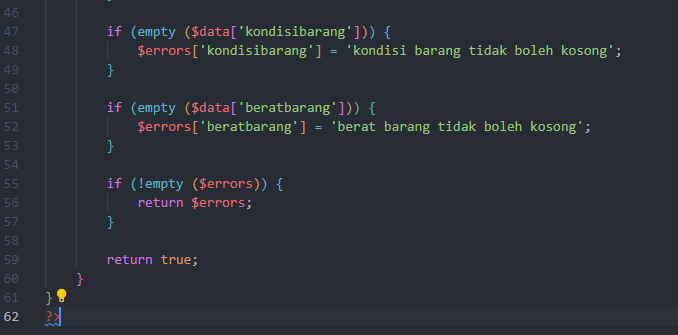 46
47 if (empty ($data['kondisibarang'])) {
48 $errors['kondisibarang'] = 'kondisi barang tidak boleh kosong';
49 }
50
51 if (empty ($data['beratbarang'])) {
52 $errors['beratbarang'] = 'berat barang tidak boleh kosong';
53 }
54
55 if (!empty ($errors)) {
56 return $errors;
57 }
58
59 return true;
60 }
61 }
62 ?>